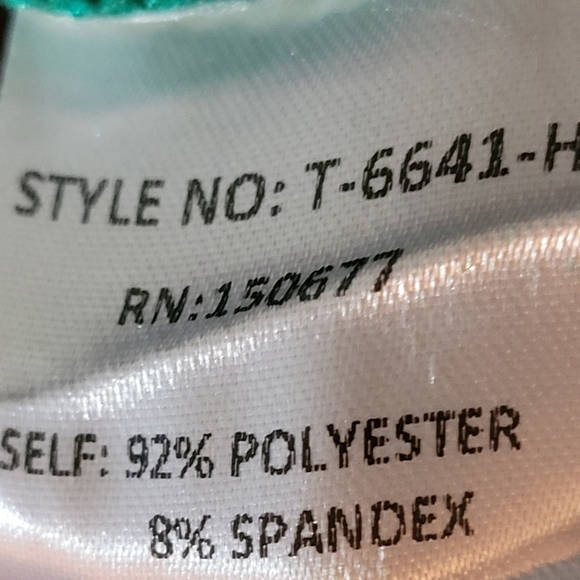 STYLE NO: T-6641-H
RN:150677
SELF: 92% POLYESTER
8% SPANDEX